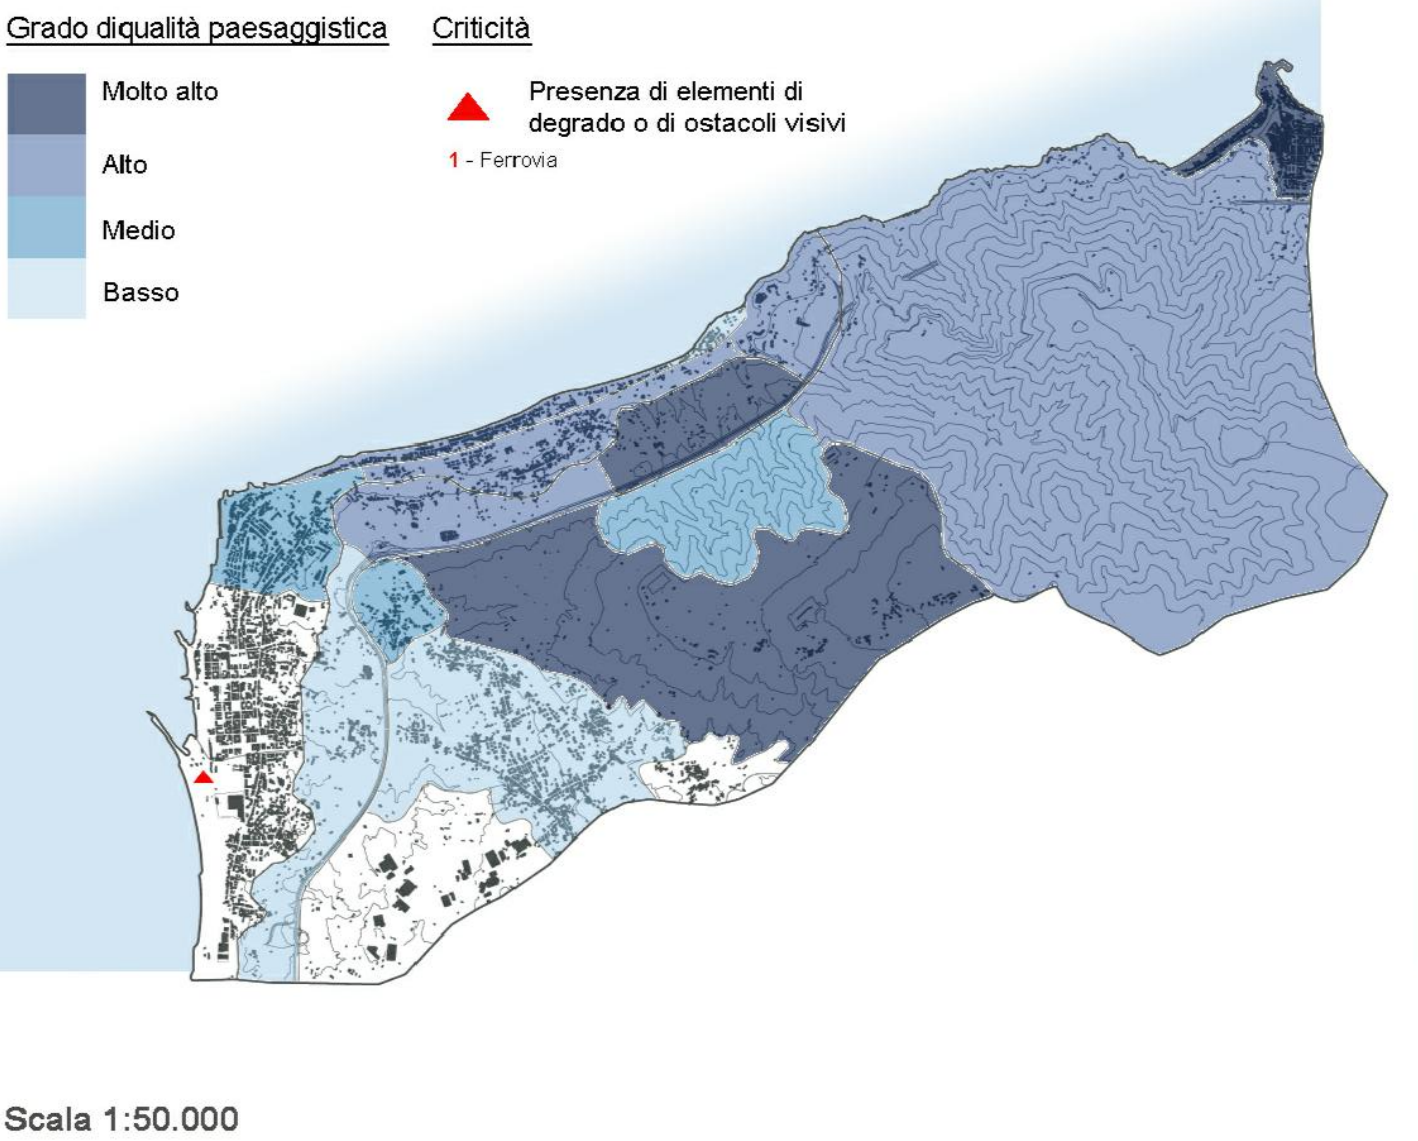 Grado diqualità paesaggistica
Molto alto
Alto
Medio
Basso
Criticità
Presenza di elementi di
degrado o di ostacoli visivi
1 - Ferrovia
Scala 1:50.000